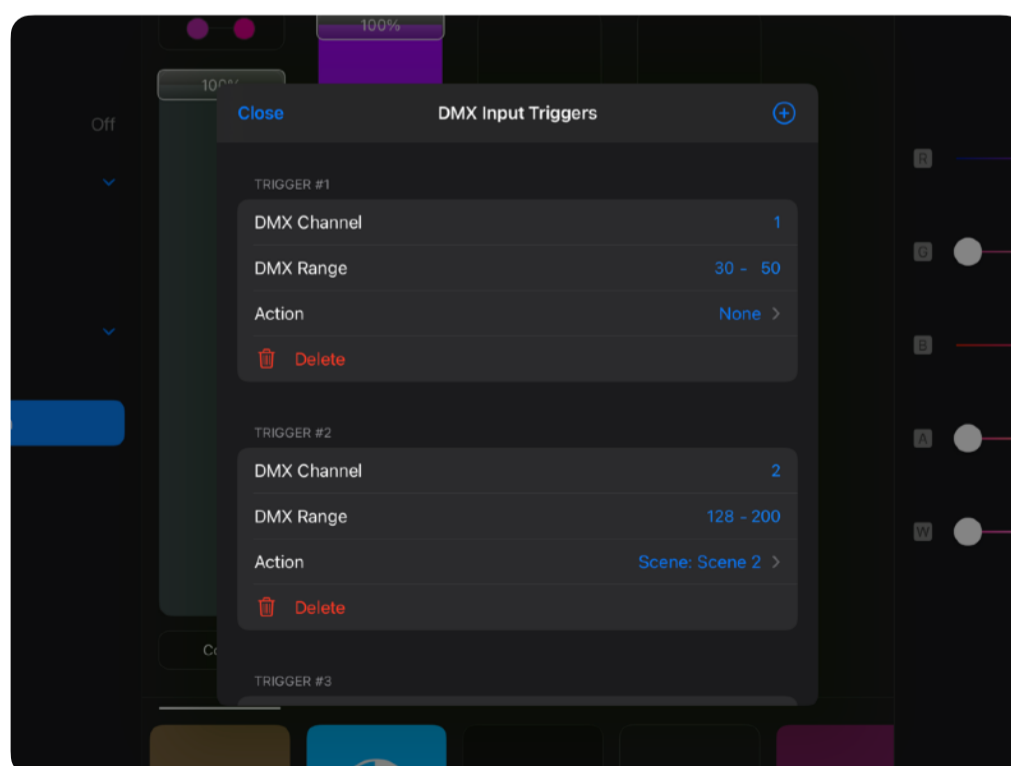 100%
100%
Close
DMX Input Triggers
Off
R
TRIGGER #1
DMX Channel
1
G
DMX Range
30 - 50
Action
None
B
Delete
TRIGGER #2
A
DMX Channel
2
DMX Range
128 - 200
W
Action
Scene: Scene 2
Delete
Co
TRIGGER #3